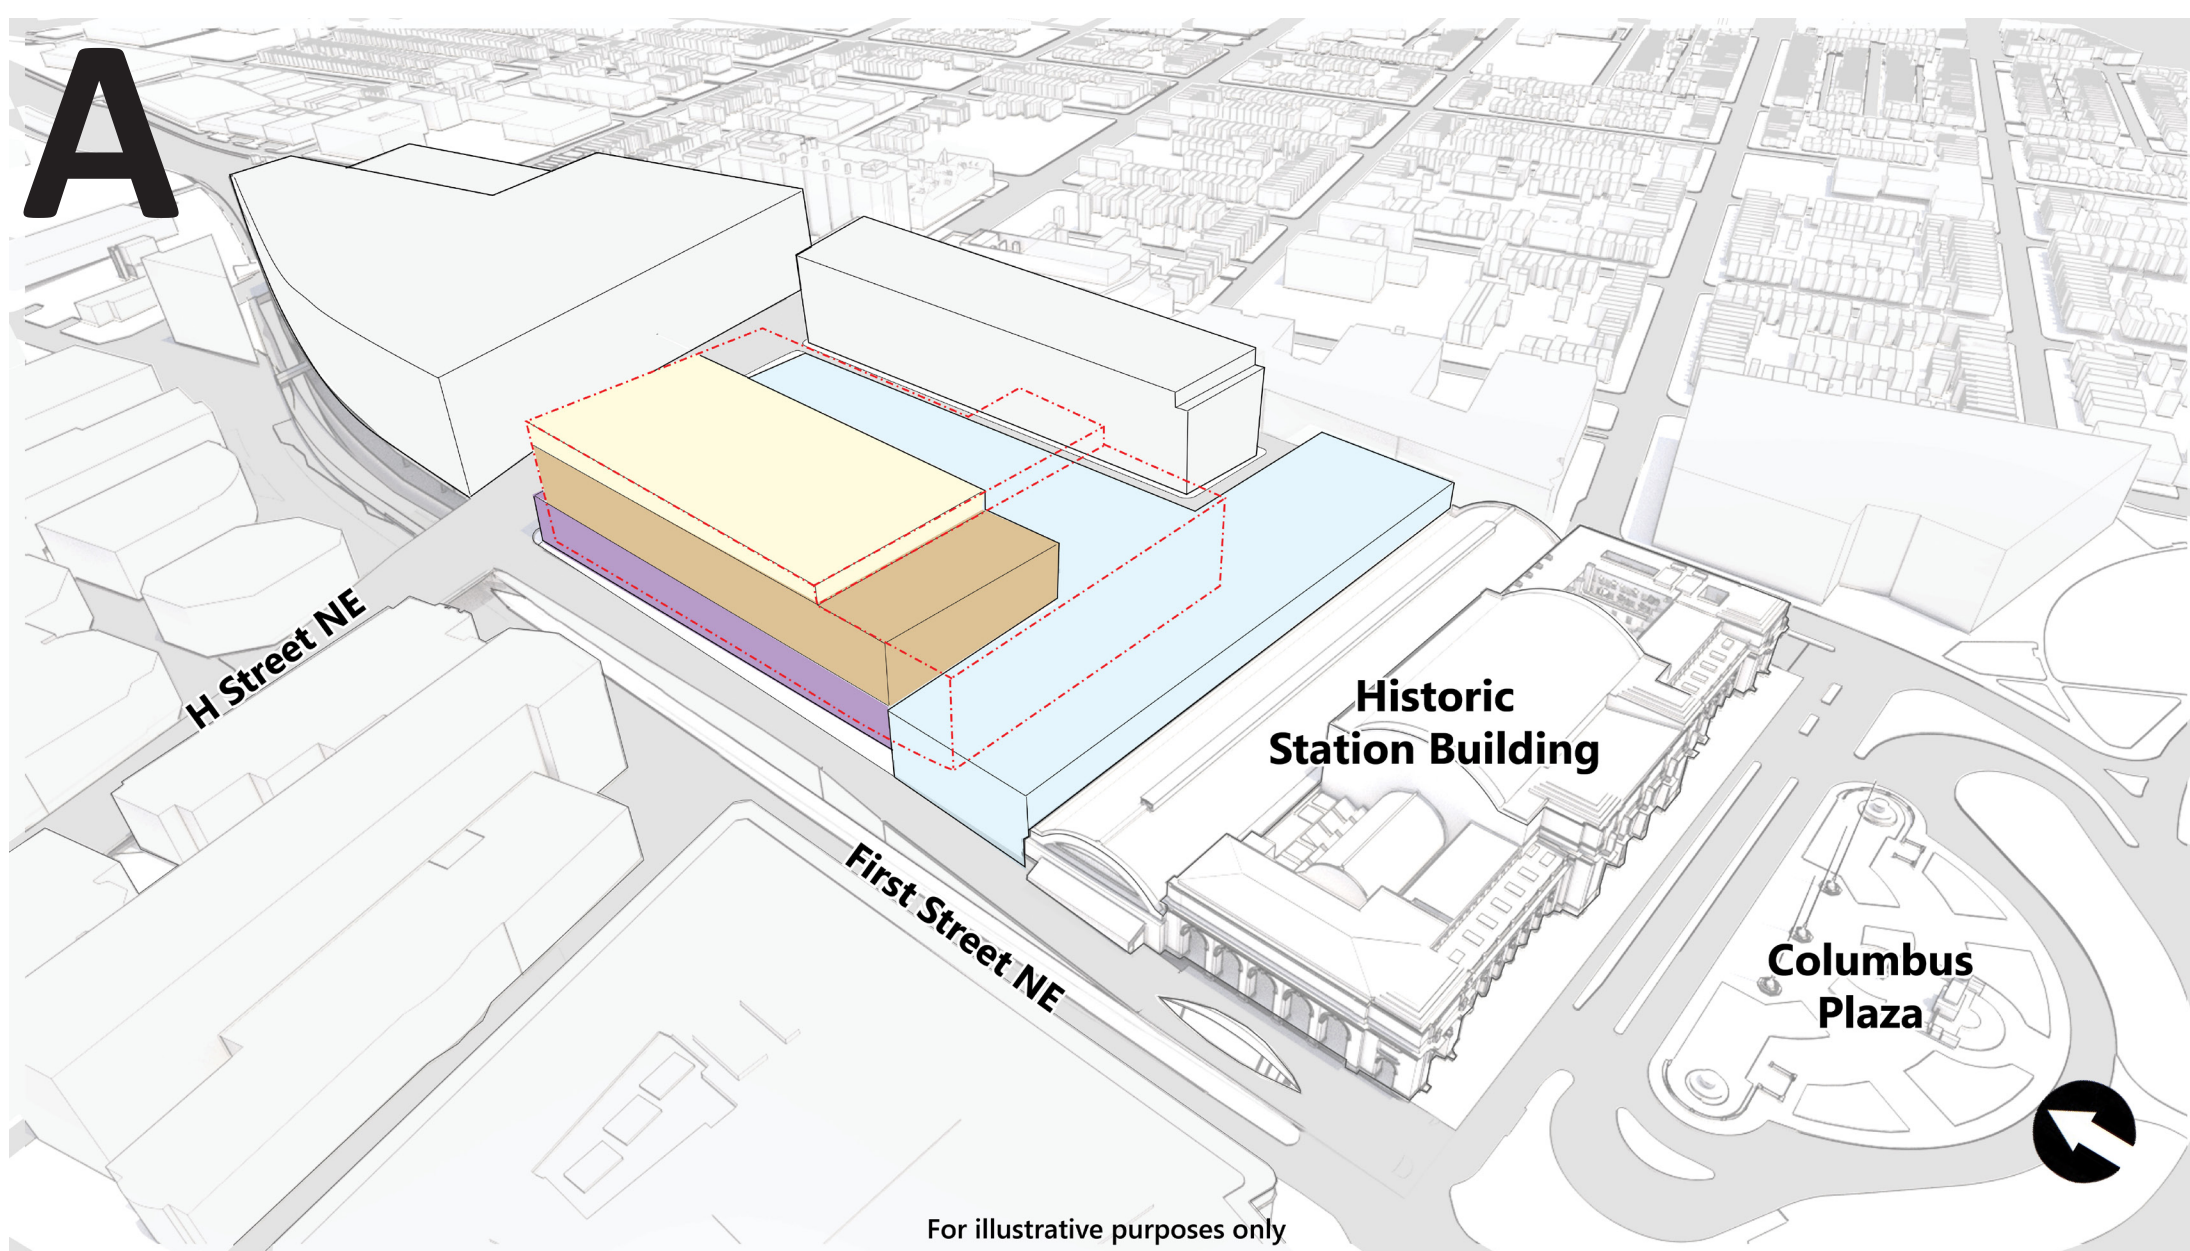 A
H Street NE
Historic
Station Building
First Street NE
Columbus
Plaza
For illustrative purposes only